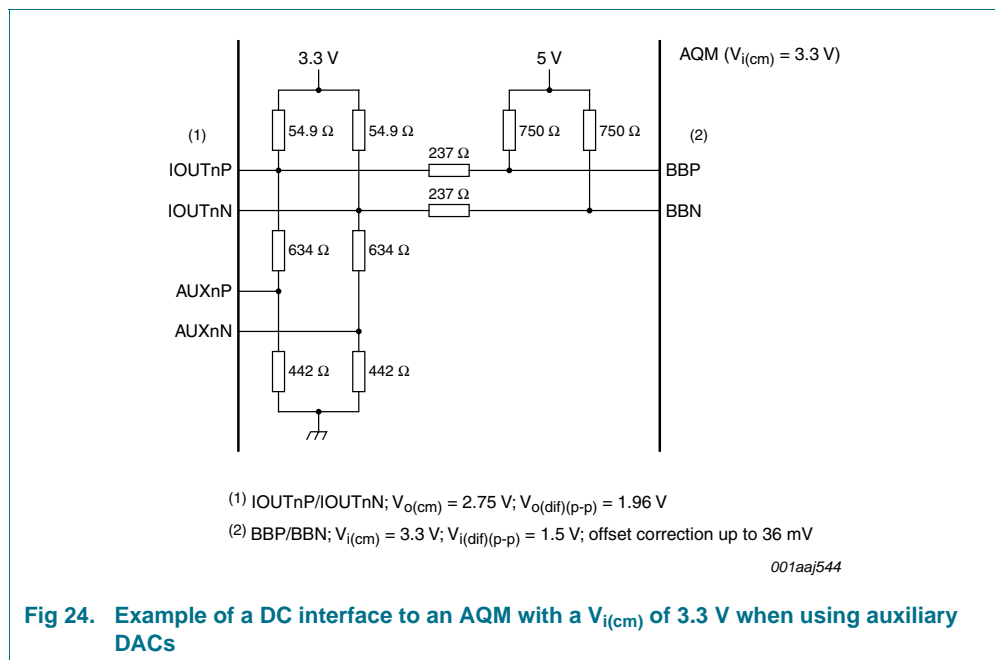 3.3 V
5 V
AQM (Vi(cm) = 3.3 V)
54.9 Ω
54.9 Ω
750 Ω
750 Ω
(1)
(2)
237 Ω
IOUTnP
BBP
237 Ω
IOUTnN
BBN
634 Ω
634 Ω
AUXnP
AUXnN
442 Ω
442 Ω
(1) IOUTnP/IOUTnN; Vo(cm) = 2.75 V; Vo(dif)(p-p) = 1.96 V
(2) BBP/BBN; Vi(cm) = 3.3 V; Vi(dif)(p-p) = 1.5 V; offset correction up to 36 mV
001aaj544
Fig 24. Example of a DC interface to an AQM with a Vi(cm) of 3.3 V when using auxiliary
DACs